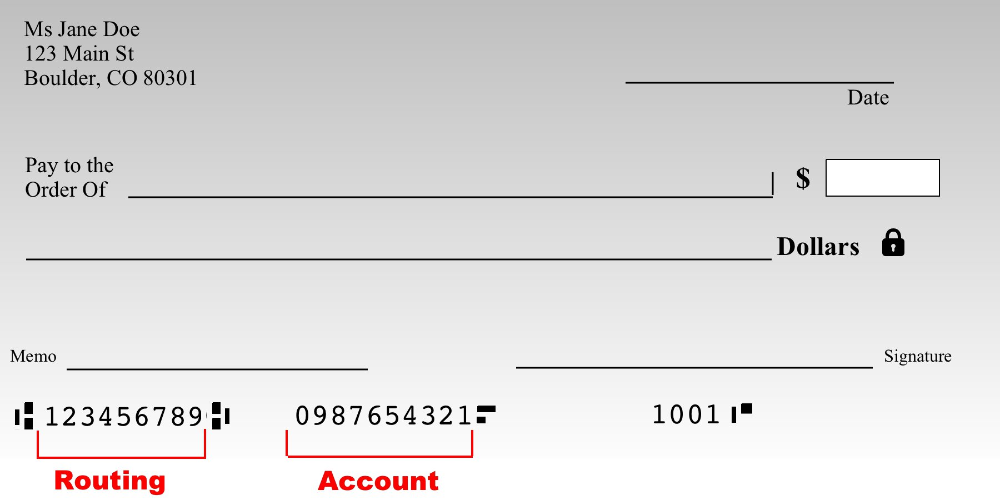 Ms Jane Doe
123 Main St
Boulder, CO 80301
Date
Pay to the
Order Of
$
Dollars
Memo
Signature
123456789 0987654321 1001
Routing Account